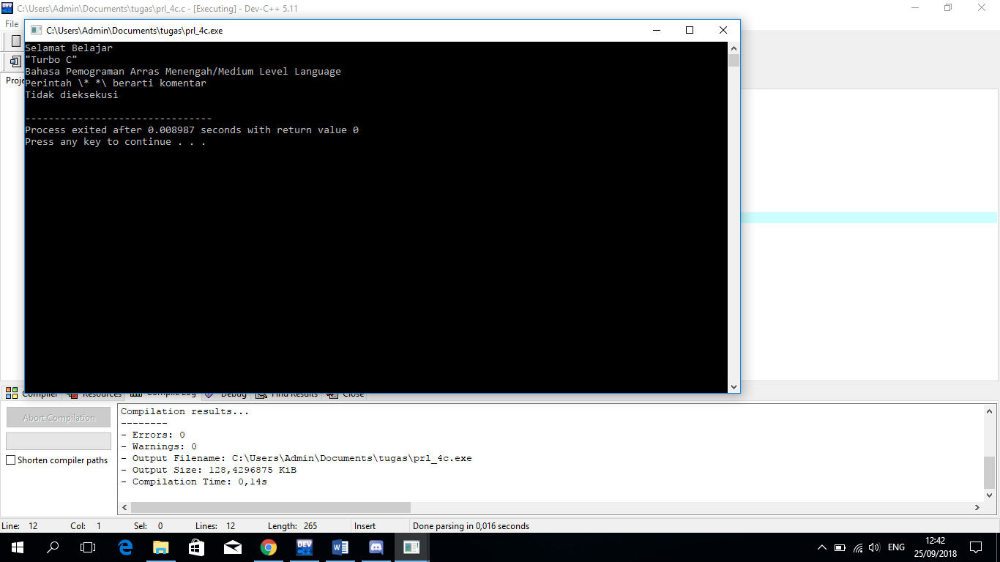 C:\Users\Admin\Documents\tugas\prl_4c.c - [Executing] - Dev-C++ 5.11
File
C:\Users\Admin\Documents\tugas\prl_4c.exe
Selamat Belajar
"Turbo C"
Bahasa Pemograman Arras Menengah/Medium Level Language
Proje
Perintah \* *\ berarti komentar
Tidak dieksekusi
--------------------------------
Process exited after 0.008987 seconds with return value 0
Press any key to continue . . .
Compiler Resources Compile Log Debug Find Results Close
Abort Compilation
Shorten compiler paths
Compilation results...
--------
- Errors: 0
- Warnings: 0
- Output Filename: C:\Users\Admin\Documents\tugas\prl_4c.exe
- Output Size: 128,4296875 KiB
- Compilation Time: 0,14s
Line: 12 Col: 1 Sel: 0 Lines: 12 Length: 265 Insert Done parsing in 0,016 seconds
DEV
ENG
12:42
25/09/2018